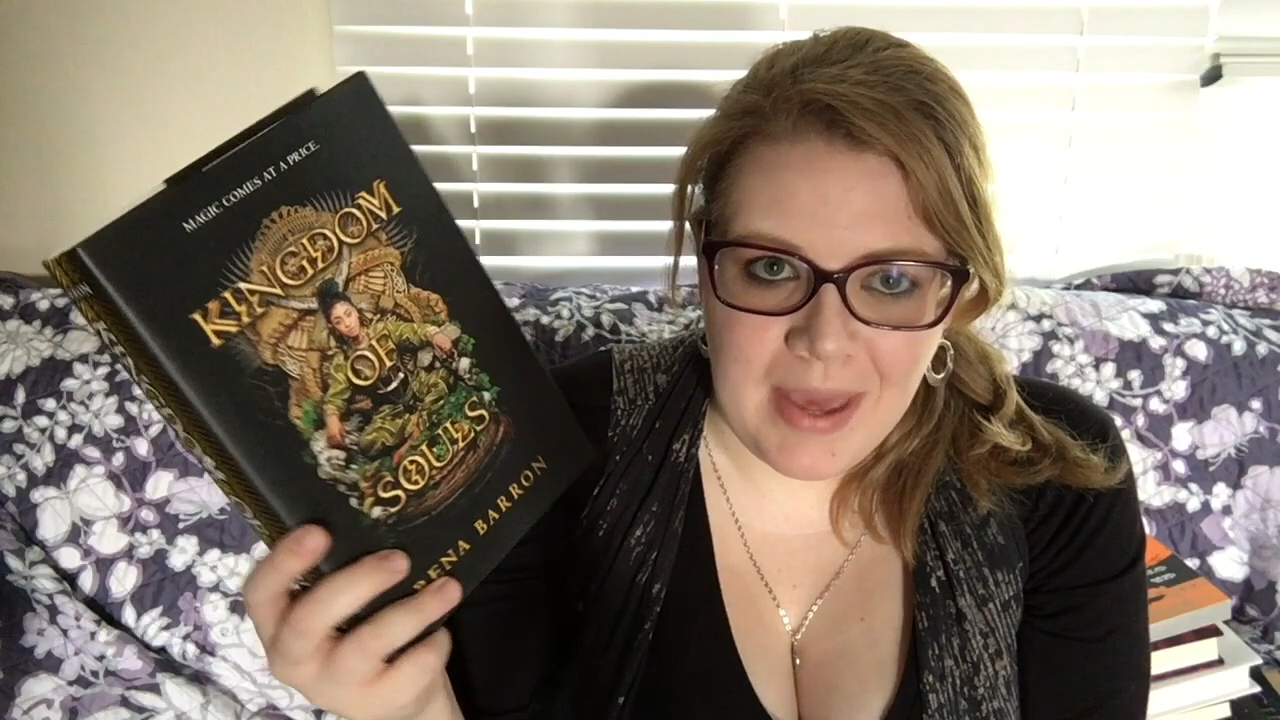 MAGIC COMES AT A PRICE.
KINGDOM
OF
SOULS
RENA BARRON